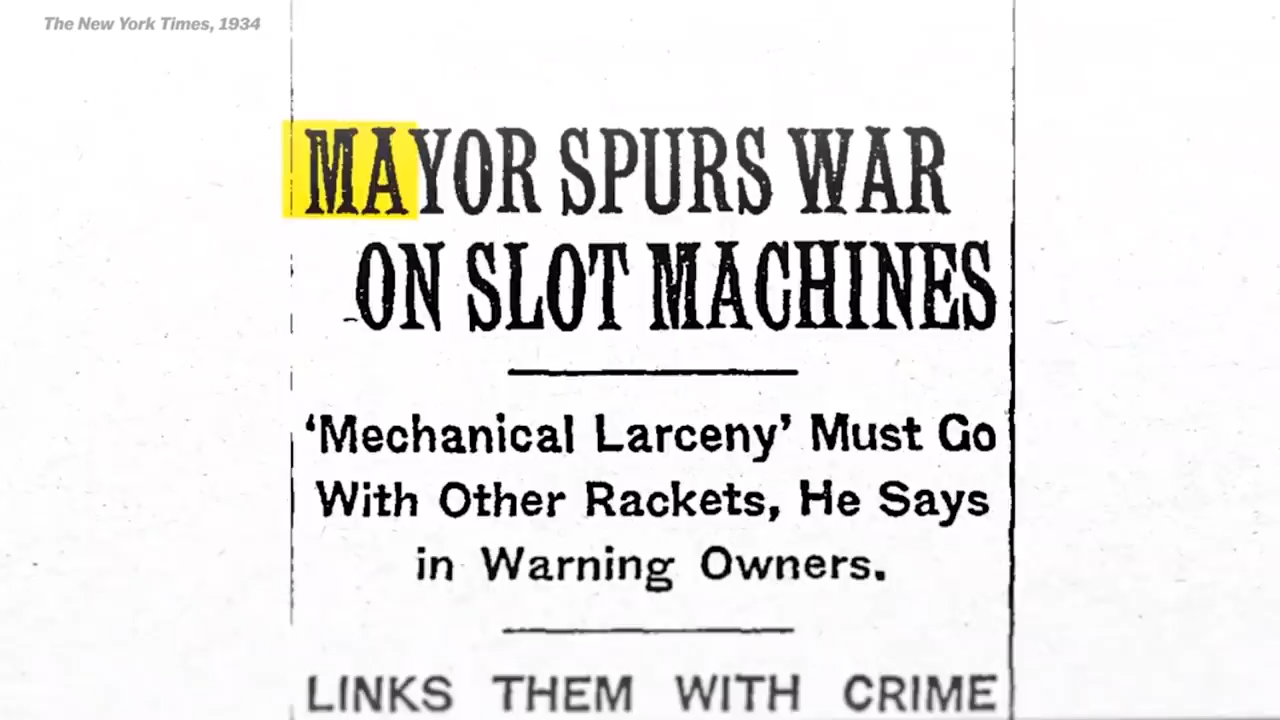 The New York Times, 1934
MAYOR SPURS WAR
ON SLOT MACHINES
‘Mechanical Larceny’ Must Go
With Other Rackets, He Says
in Warning Owners.
LINKS THEM WITH CRIME